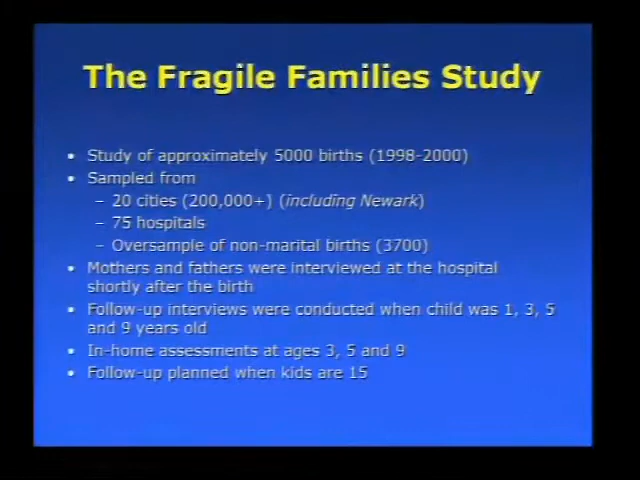 The Fragile Families Study
• Study of approximately 5000 births (1998-2000)
• Sampled from
– 20 cities (200,000+) (including Newark)
– 75 hospitals
– Oversample of non-marital births (3700)
• Mothers and fathers were interviewed at the hospital
shortly after the birth
• Follow-up interviews were conducted when child was 1, 3, 5
and 9 years old
• In-home assessments at ages 3, 5 and 9
• Follow-up planned when kids are 15